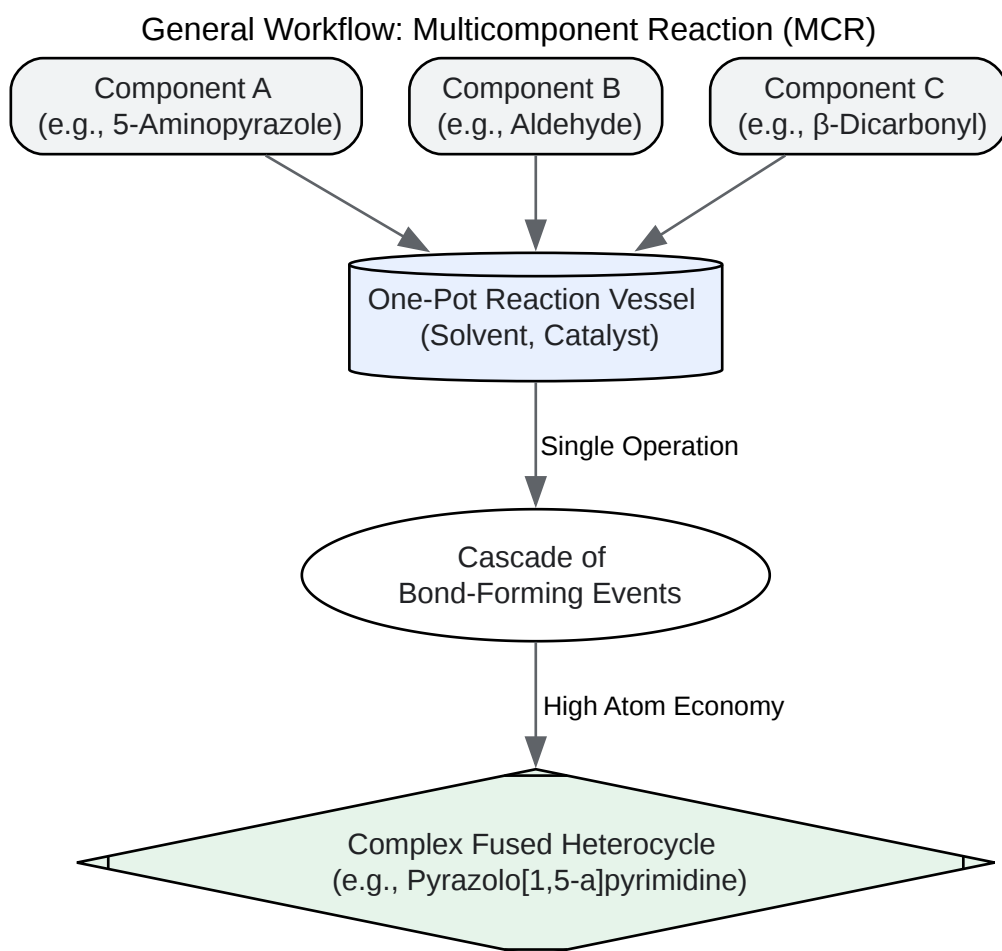 General Workflow: Multicomponent Reaction (MCR)
Component A
(e.g., 5-Aminopyrazole)
Component B
(e.g., Aldehyde)
Component C
(e.g., β-Dicarbonyl)
One-Pot Reaction Vessel
(Solvent, Catalyst)
Single Operation
Cascade of
Bond-Forming Events
High Atom Economy
Complex Fused Heterocycle
(e.g., Pyrazolo[1,5-a]pyrimidine)